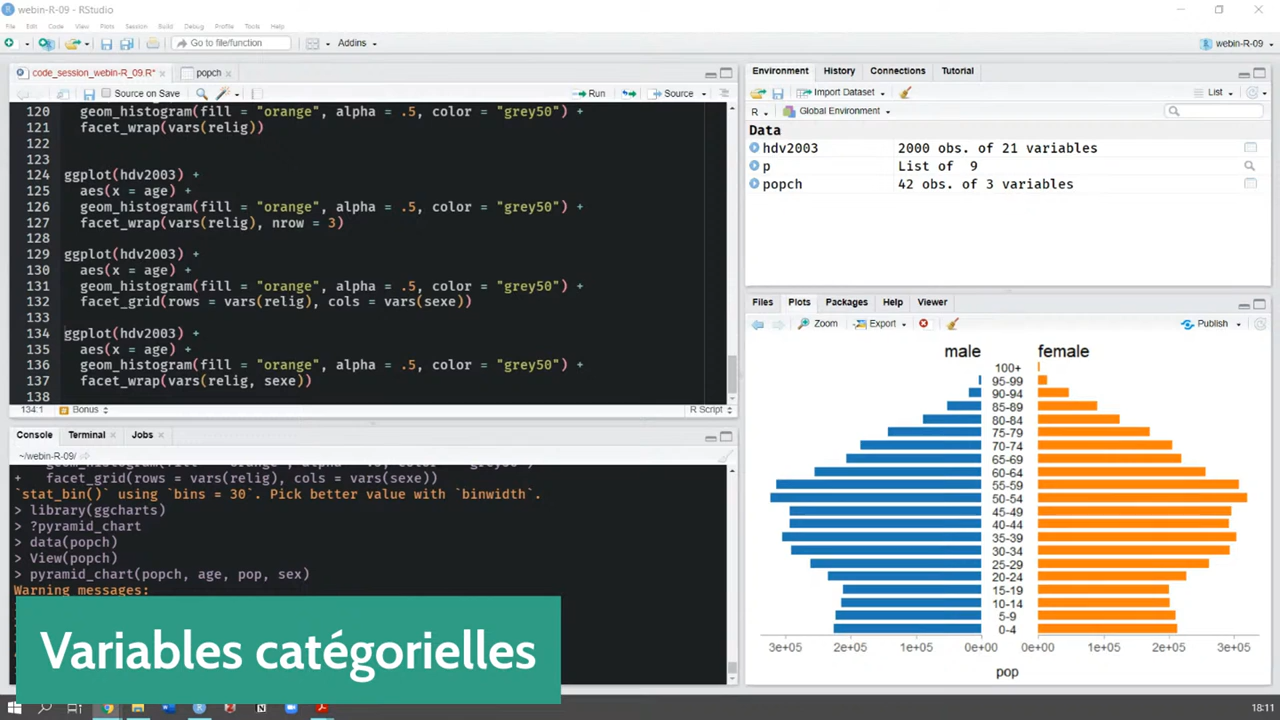 webin-R-09 - RStudio
File Edit Code View Plots Session Build Debug Profile Tools Help
Go to file/function
Addins
webin-R-09
code_session_webin-R_09.R*
popch
Source on Save
Run
Source
120 geom_histogram(fill = "orange", alpha = .5, color = "grey50") +
121 facet_wrap(vars(relig))
122
123
124 ggplot(hdv2003) +
125 aes(x = age) +
126 geom_histogram(fill = "orange", alpha = .5, color = "grey50") +
127 facet_wrap(vars(relig), nrow = 3)
128
129 ggplot(hdv2003) +
130 aes(x = age) +
131 geom_histogram(fill = "orange", alpha = .5, color = "grey50") +
132 facet_grid(rows = vars(relig), cols = vars(sexe))
133
134 ggplot(hdv2003) +
135 aes(x = age) +
136 geom_histogram(fill = "orange", alpha = .5, color = "grey50") +
137 facet_wrap(vars(relig, sexe))
138
134:1 Bonus R Script
Console Terminal Jobs
~/webin-R-09/
+ facet_grid(rows = vars(relig), cols = vars(sexe))
`stat_bin()` using `bins = 30`. Pick better value with `binwidth`.
> library(ggcharts)
> ?pyramid_chart
> data(popch)
> View(popch)
> pyramid_chart(popch, age, pop, sex)
Warning messages:
Variables catégorielles
Environment History Connections Tutorial
Import Dataset
List
R Global Environment
Data
hdv2003 2000 obs. of 21 variables
p List of 9
popch 42 obs. of 3 variables
Files Plots Packages Help Viewer
Zoom Export Publish
male female
100+
95-99
90-94
85-89
80-84
75-79
70-74
65-69
60-64
55-59
50-54
45-49
40-44
35-39
30-34
25-29
20-24
15-19
10-14
5-9
0-4
3e+05 2e+05 1e+05 0e+00 0e+00 1e+05 2e+05 3e+05
pop
18:11